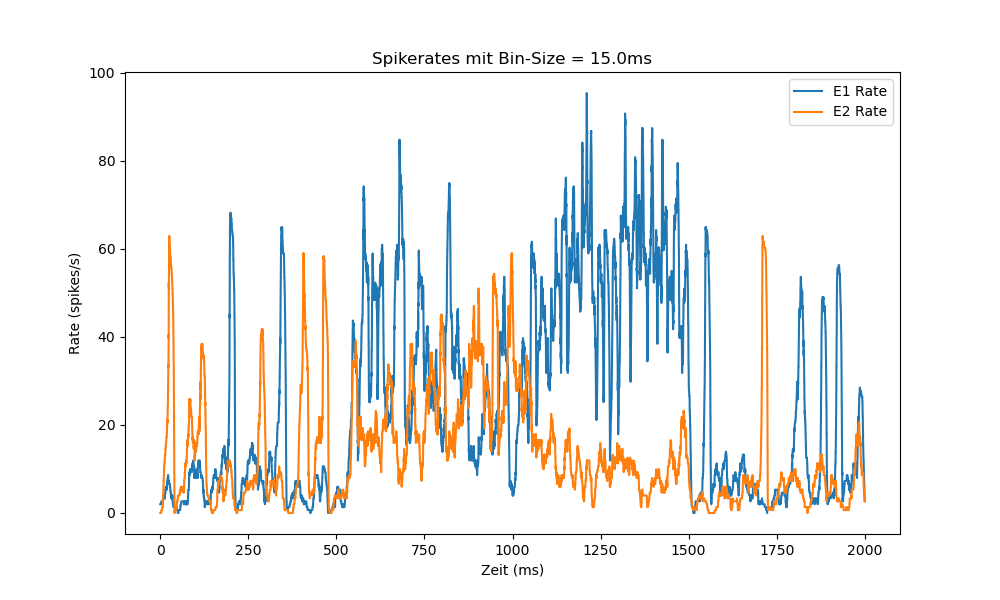 Spikerates mit Bin-Size = 15.0ms
E1 Rate
E2 Rate
Rate (spikes/s)
100
80
60
40
20
0
0 250 500 750 1000 1250 1500 1750 2000
Zeit (ms)